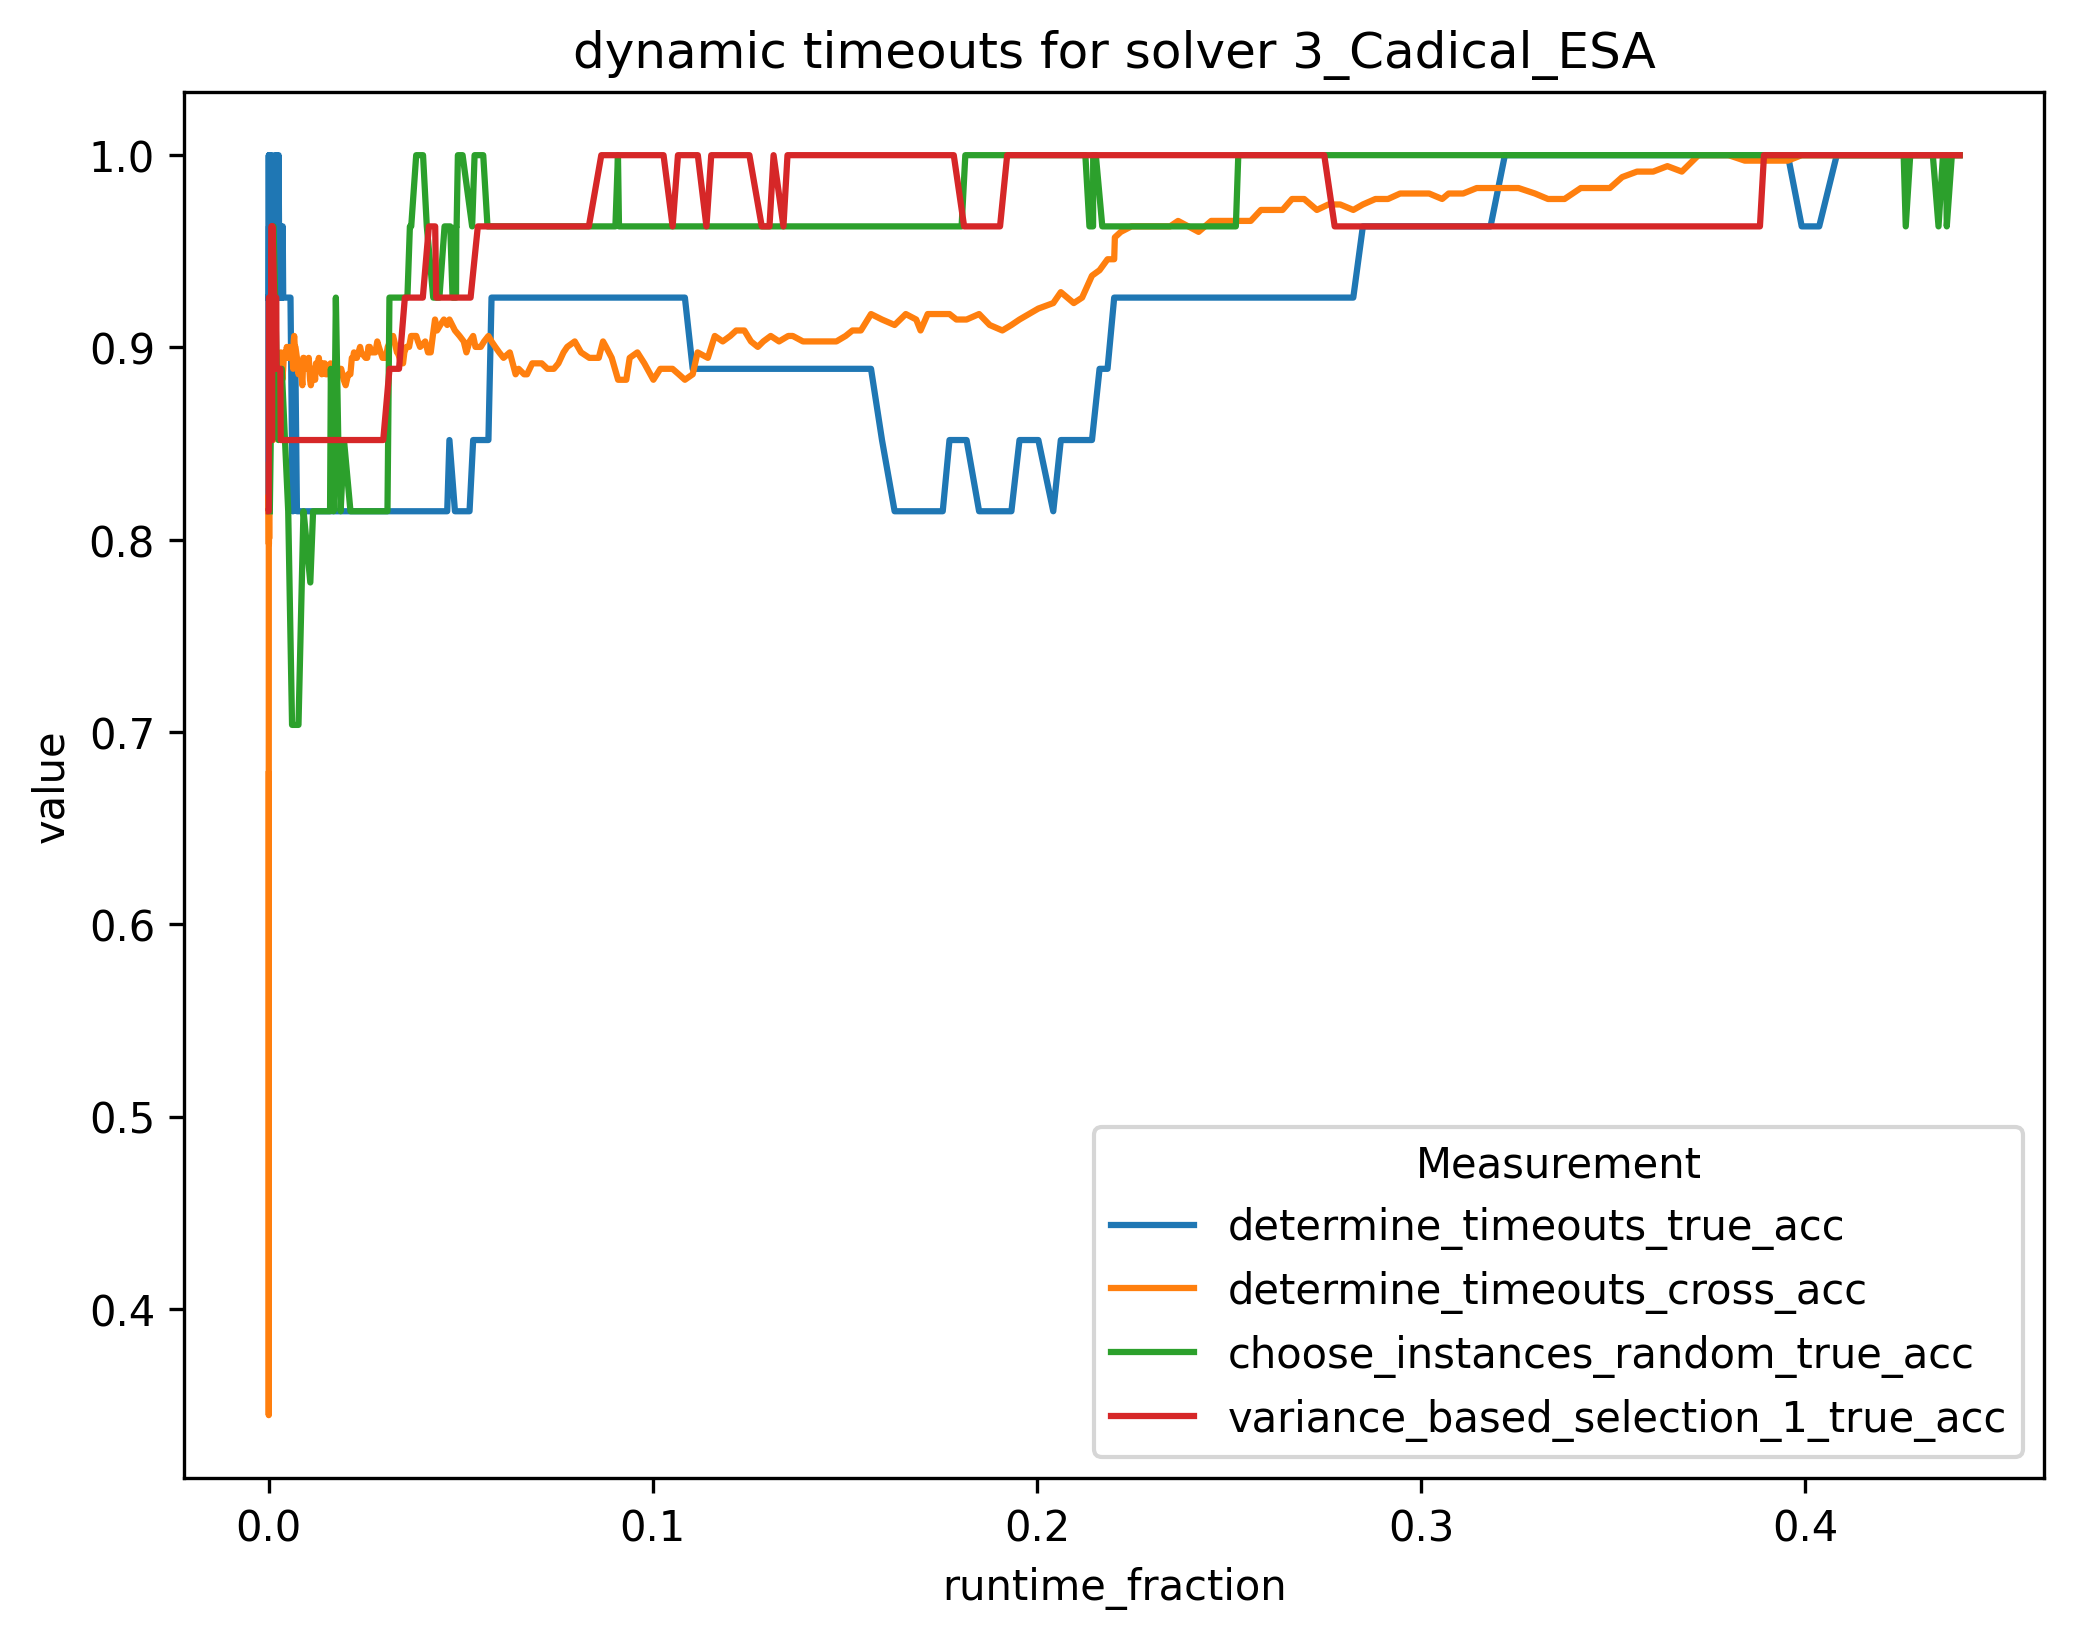 dynamic timeouts for solver 3_Cadical_ESA
value
1.0
0.9
0.8
0.7
0.6
0.5
0.4
Measurement
determine_timeouts_true_acc
determine_timeouts_cross_acc
choose_instances_random_true_acc
variance_based_selection_1_true_acc
0.0 0.1 0.2 0.3 0.4
runtime_fraction